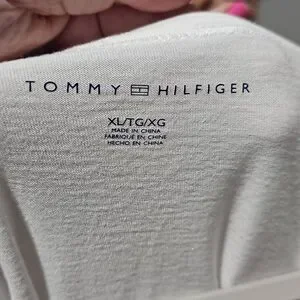 TOMMY HILFIGER
XL/TG/XG
MADE IN CHINA
FABRIQUÉ EN CHINE
HECHO EN CHINA